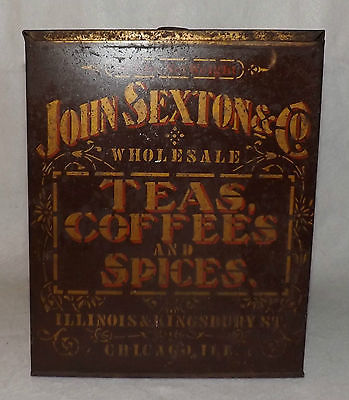 JOHN SEXTON & CO
WHOLESALE
TEAS,
COFFEES
AND
SPICES.
ILLINOIS & KINGSBURY ST.
CHICAGO, ILL.